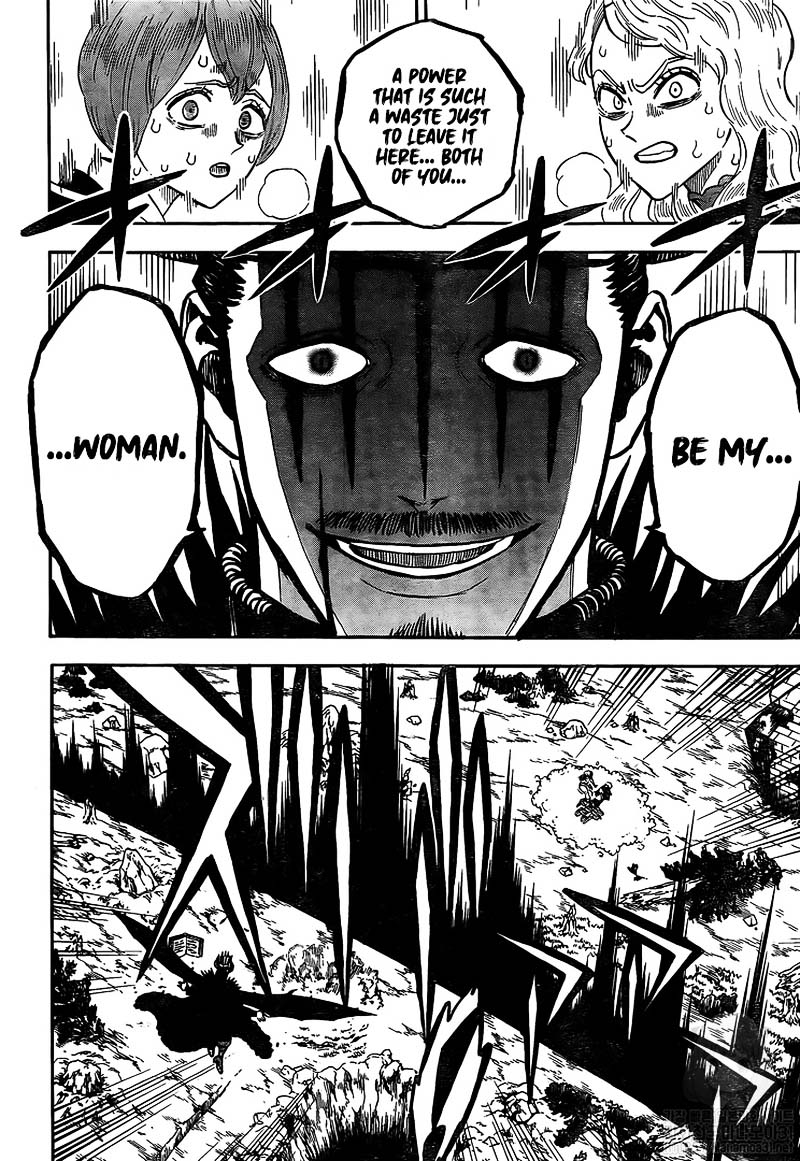 A POWER
THAT IS SUCH
A WASTE JUST
TO LEAVE IT
HERE... BOTH
OF YOU...
BE MY...
...WOMAN.